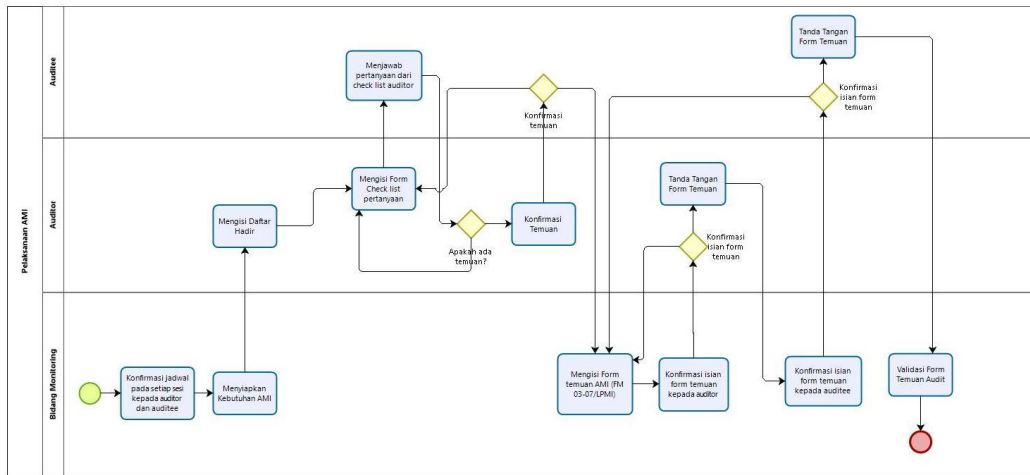 Pelaksanaan AMI
Auditee
Menjawab
pertanyaan dari
check list auditor
Konfirmasi
temuan
Tanda Tangan
Form Temuan
Konfirmasi
isian form
temuan
Auditor
Mengisi Daftar
Hadir
Mengisi Form
Check list
pertanyaan
Apakah ada
temuan?
Konfirmasi
Temuan
Tanda Tangan
Form Temuan
Konfirmasi
isian form
temuan
Bidang Monitoring
Konfirmasi jadwal
pada setiap sesi
kepada auditor
dan auditee
Menyiapkan
Kebutuhan AMI
Mengisi Form
temuan AMI (FM
03-07/LPMI)
Konfirmasi isian
form temuan
kepada auditor
Konfirmasi isian
form temuan
kepada auditee
Validasi Form
Temuan Audit